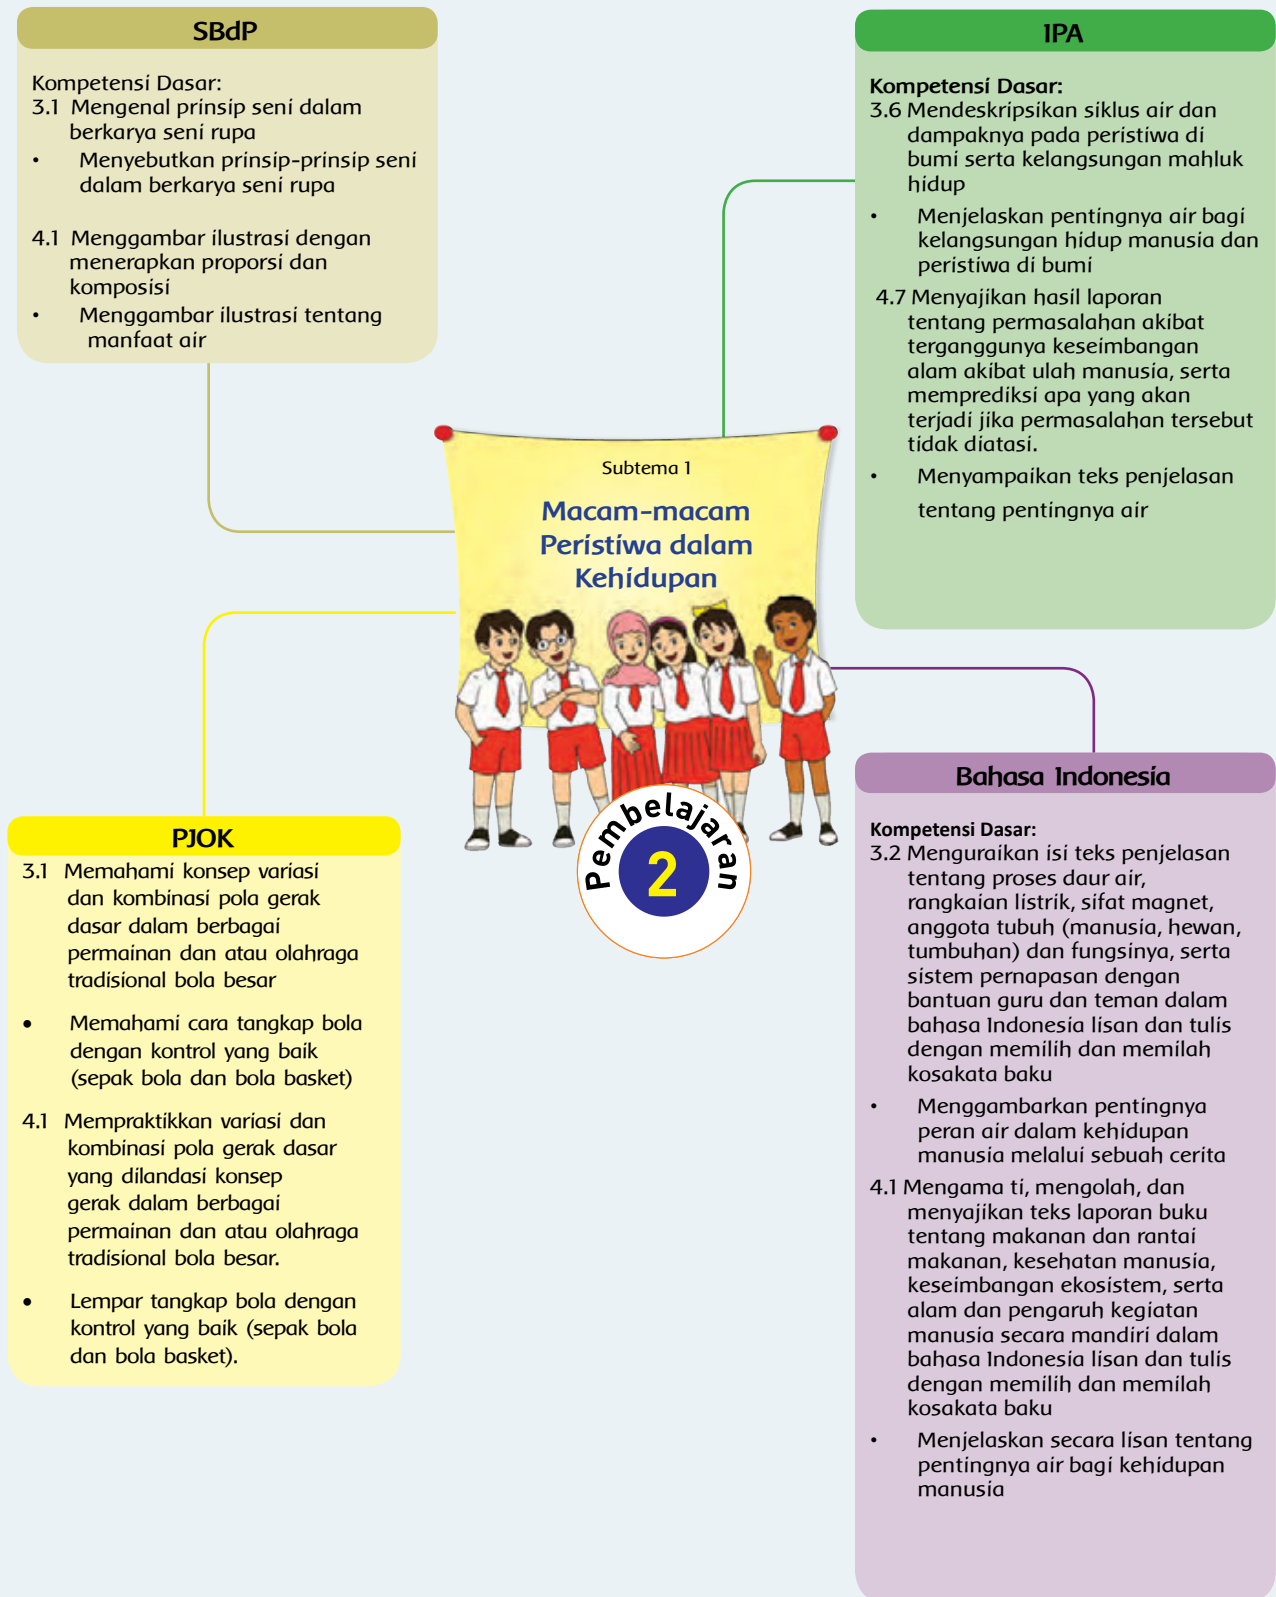 SBdP
Kompetensi Dasar:
3.1 Mengenal prinsip seni dalam
berkarya seni rupa
• Menyebutkan prinsip-prinsip seni
dalam berkarya seni rupa
4.1 Menggambar ilustrasi dengan
menerapkan proporsi dan
komposisi
• Menggambar ilustrasi tentang
manfaat air
IPA
Kompetensi Dasar:
3.6 Mendeskripsikan siklus air dan
dampaknya pada peristiwa di
bumi serta kelangsungan mahluk
hidup
• Menjelaskan pentingnya air bagi
kelangsungan hidup manusia dan
peristiwa di bumi
4.7 Menyajikan hasil laporan
tentang permasalahan akibat
terganggunya keseimbangan
alam akibat ulah manusia, serta
memprediksi apa yang akan
terjadi jika permasalahan tersebut
tidak diatasi.
• Menyampaikan teks penjelasan
tentang pentingnya air
Subtema 1
Macam-macam
Peristiwa dalam
Kehidupan
Pembelajaran
2
PJOK
3.1 Memahami konsep variasi
dan kombinasi pola gerak
dasar dalam berbagai
permainan dan atau olahraga
tradisional bola besar
• Memahami cara tangkap bola
dengan kontrol yang baik
(sepak bola dan bola basket)
4.1 Mempraktikkan variasi dan
kombinasi pola gerak dasar
yang dilandasi konsep
gerak dalam berbagai
permainan dan atau olahraga
tradisional bola besar.
• Lempar tangkap bola dengan
kontrol yang baik (sepak bola
dan bola basket).
Bahasa Indonesia
Kompetensi Dasar:
3.2 Menguraikan isi teks penjelasan
tentang proses daur air,
rangkaian listrik, sifat magnet,
anggota tubuh (manusia, hewan,
tumbuhan) dan fungsinya, serta
sistem pernapasan dengan
bantuan guru dan teman dalam
bahasa Indonesia lisan dan tulis
dengan memilih dan memilah
kosakata baku
• Menggambarkan pentingnya
peran air dalam kehidupan
manusia melalui sebuah cerita
4.1 Mengama ti, mengolah, dan
menyajikan teks laporan buku
tentang makanan dan rantai
makanan, kesehatan manusia,
keseimbangan ekosistem, serta
alam dan pengaruh kegiatan
manusia secara mandiri dalam
bahasa Indonesia lisan dan tulis
dengan memilih dan memilah
kosakata baku
• Menjelaskan secara lisan tentang
pentingnya air bagi kehidupan
manusia